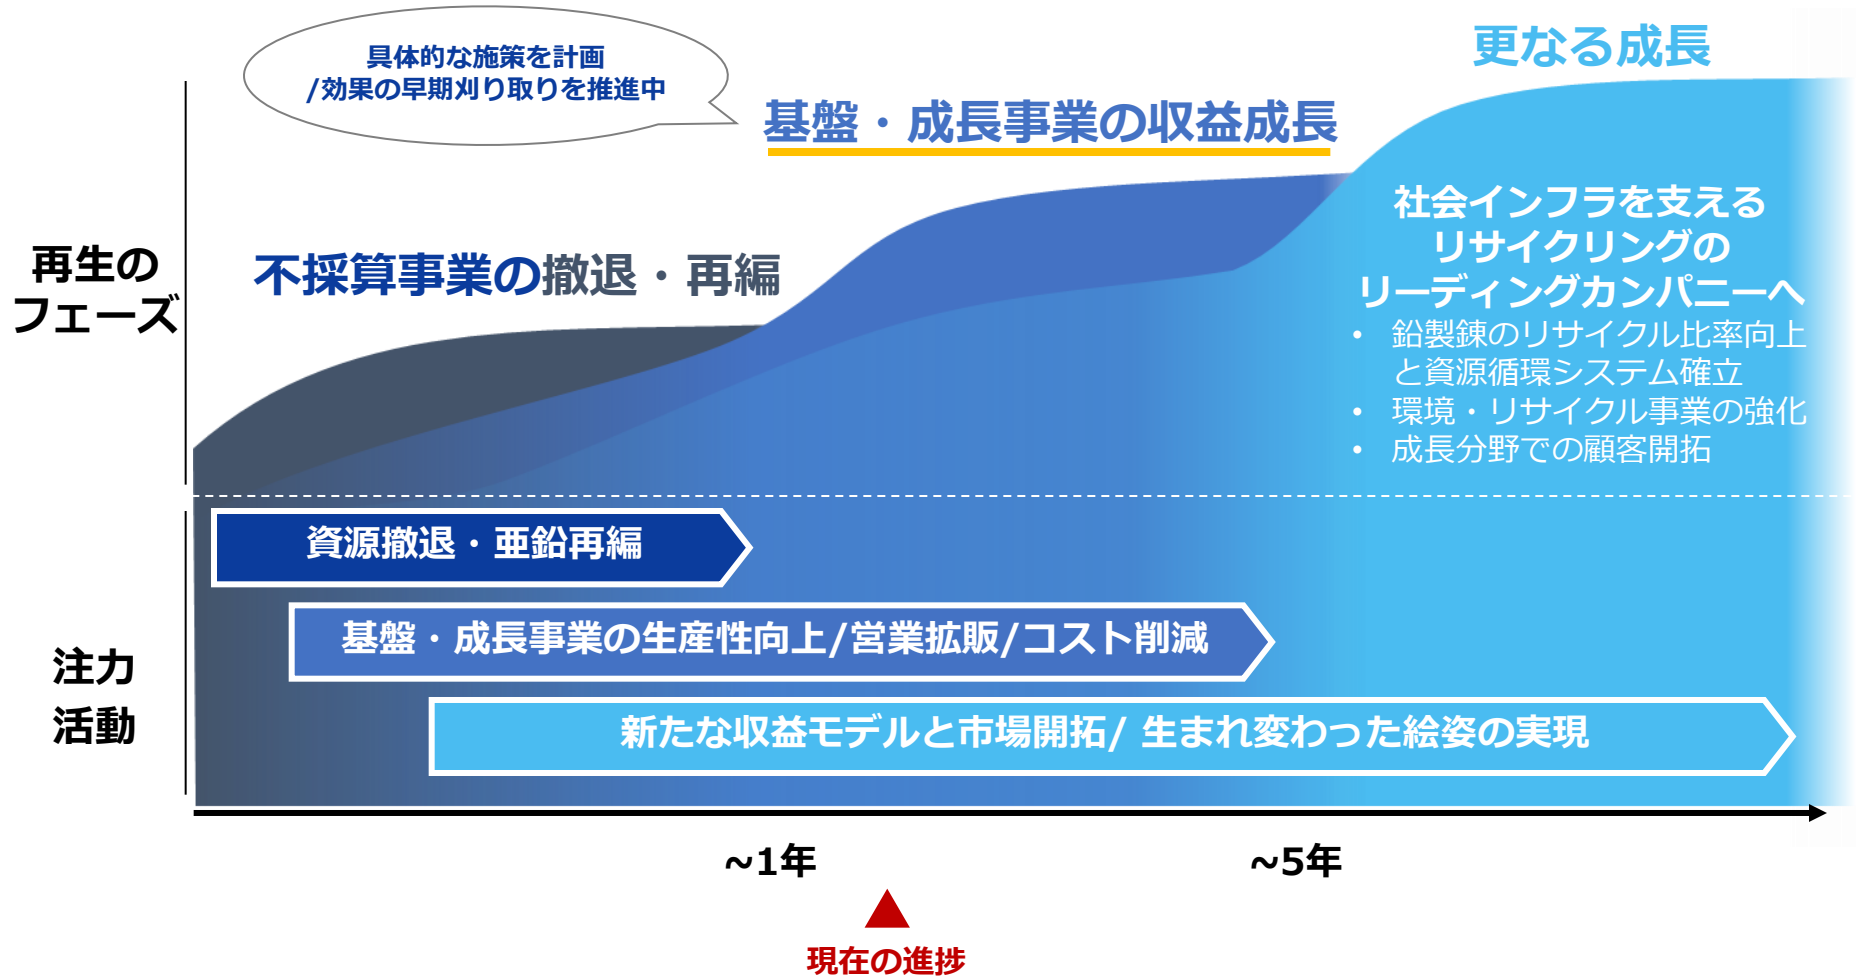 具体的な施策を計画
/効果の早期刈り取りを推進中
更なる成長
基盤・成長事業の収益成長
不採算事業の撤退・再編
再生の
フェーズ
社会インフラを支える
リサイクリングの
リーディングカンパニーへ
• 鉛製錬のリサイクル比率向上
と資源循環システム確立
• 環境・リサイクル事業の強化
• 成長分野での顧客開拓
資源撤退・亜鉛再編
基盤・成長事業の生産性向上/営業拡販/コスト削減
注力
活動
新たな収益モデルと市場開拓/ 生まれ変わった絵姿の実現
~1年
~5年
現在の進捗